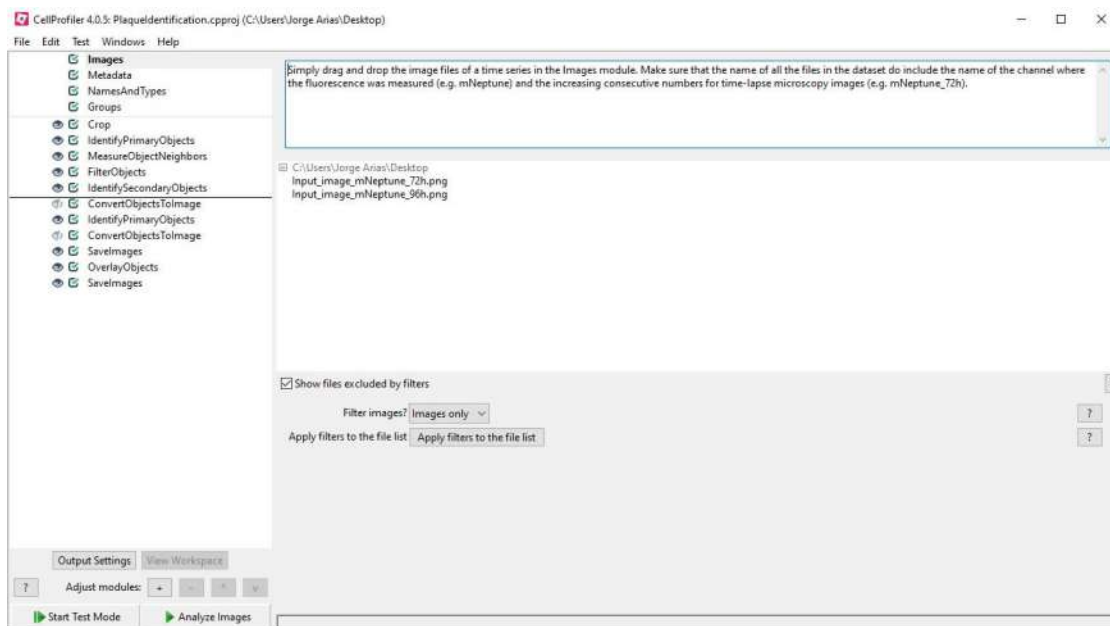 CellProfiler 4.0.5: PlaqueIdentification.cpproj (C:\Users\Jorge Arias\Desktop)
File Edit Test Windows Help
Images
Metadata
NamesAndTypes
Groups
Crop
IdentifyPrimaryObjects
MeasureObjectNeighbors
FilterObjects
IdentifySecondaryObjects
ConvertObjectsToImage
IdentifyPrimaryObjects
ConvertObjectsToImage
SaveImages
OverlayObjects
SaveImages
Simply drag and drop the image files of a time series in the Images module. Make sure that the name of all the files in the dataset do include the name of the channel where
the fluorescence was measured (e.g. mNeptune) and the increasing consecutive numbers for time-lapse microscopy images (e.g. mNeptune_72h).
C:\Users\Jorge Arias\Desktop
Input_image_mNeptune_72h.png
Input_image_mNeptune_96h.png
Show files excluded by filters
Filter images? Images only ?
Apply filters to the file list Apply filters to the file list ?
Output Settings View Workspace
? Adjust modules: + - ^ v
Start Test Mode Analyze Images